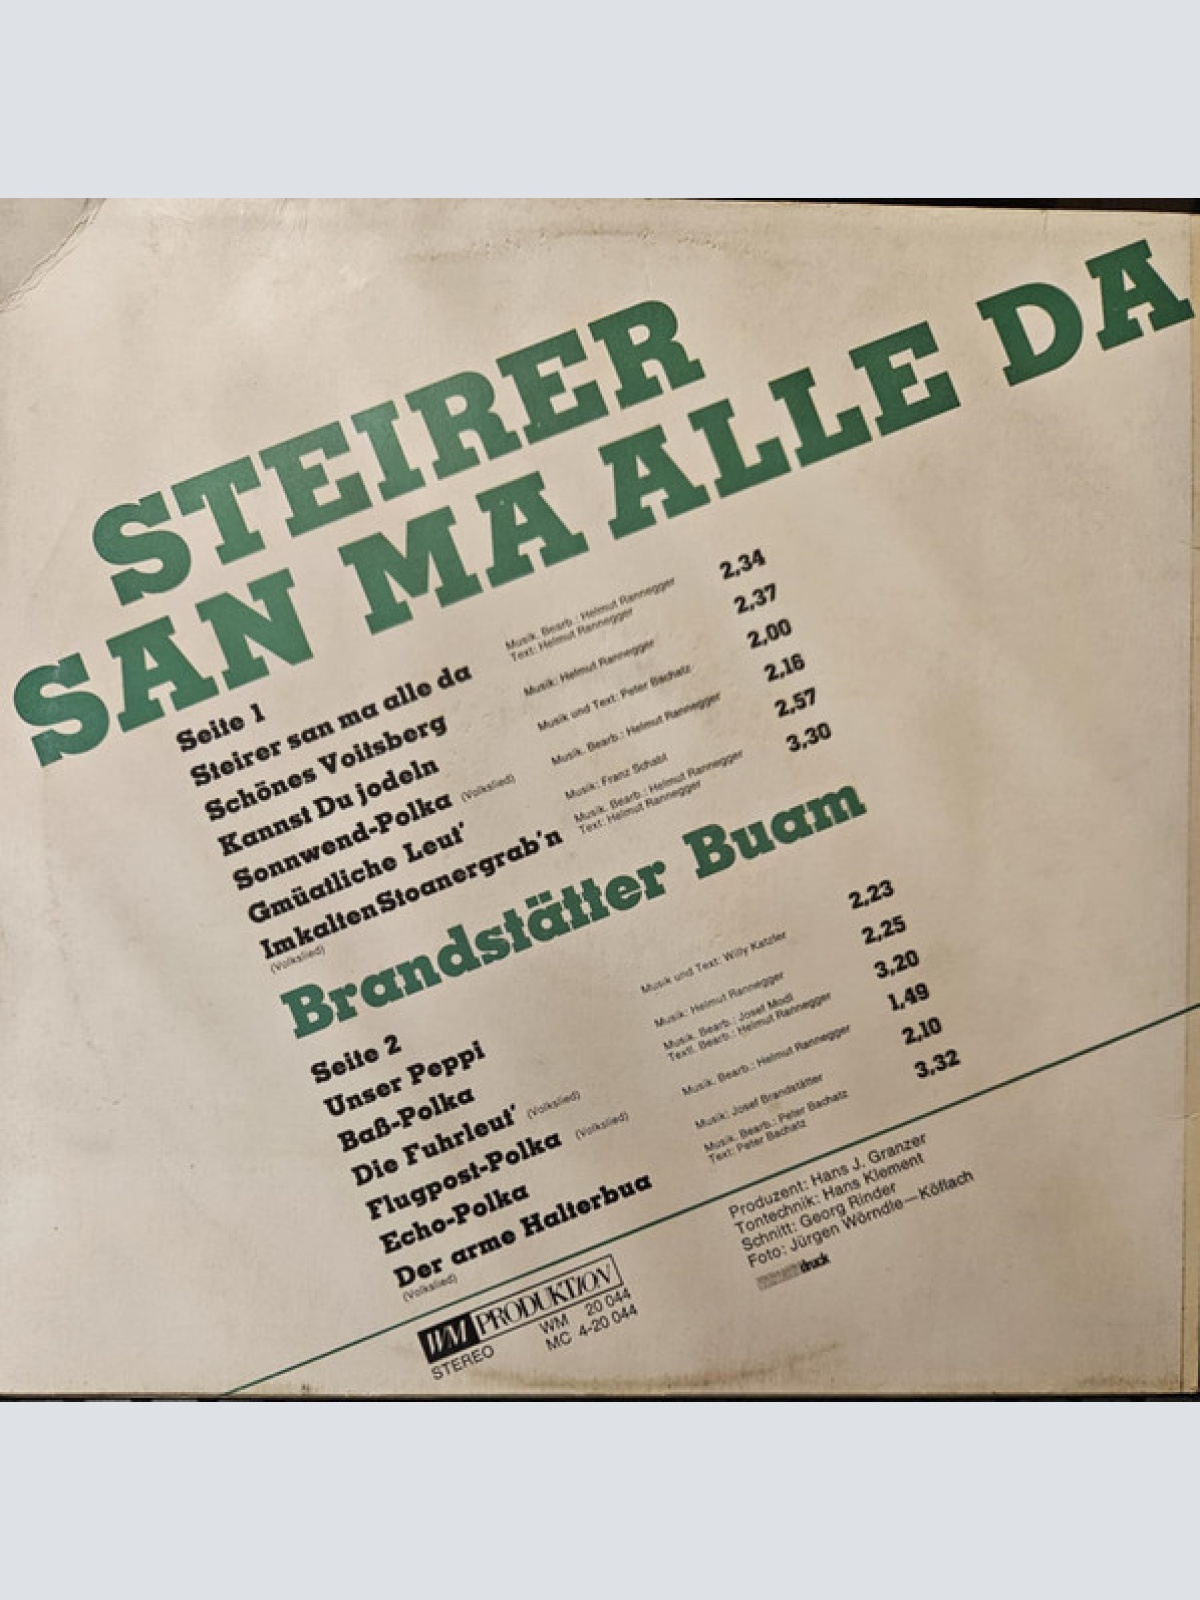 STEIRER
SAN MA ALLE DA
Seite 1
Steirer san ma alle da Musik. Bearb.: Helmut Rannegger 2,34
Text: Helmut Rannegger
Schönes Voitsberg Musik: Helmut Rannegger 2,37
Kannst Du jodeln Musik und Text: Peter Bachatz 2,00
Sonnwend-Polka (Volkslied) Musik. Bearb.: Helmut Rannegger 2,16
Gmüatliche Leut' Musik: Franz Schabl 2,57
Im kalten Stoanergrab'n Musik. Bearb.: Helmut Rannegger 3,30
(Volkslied) Text: Helmut Rannegger
Brandstätter Buam
Seite 2
Unser Peppi Musik und Text: Willy Katzler 2,23
Baß-Polka Musik: Helmut Rannegger 2,25
Die Fuhrleut' (Volkslied) Musik. Bearb.: Josef Modl 3,20
Textl. Bearb.: Helmut Rannegger
Flugpost-Polka (Volkslied) Musik. Bearb.: Helmut Rannegger 1,49
Echo-Polka Musik: Josef Brandstätter 2,10
Der arme Halterbua Musik. Bearb.: Peter Bachatz 3,32
(Volkslied) Text: Peter Bachatz
WM PRODUKTION
STEREO
WM 20 044
MC 4-20 044
Produzent: Hans J. Granzer
Tontechnik: Hans Klement
Schnitt: Georg Rinder
Foto: Jürgen Wörndle—Köflach
druck